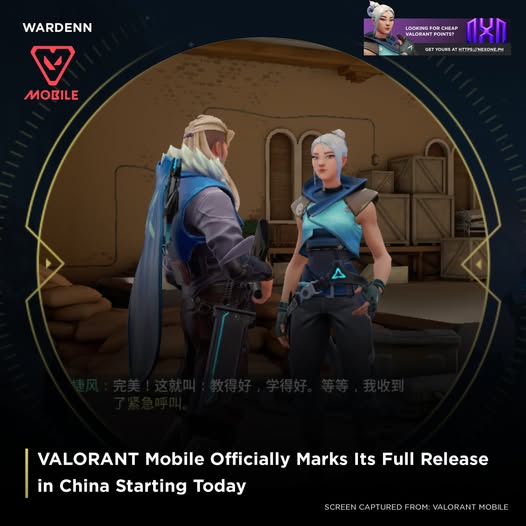 WARDENN
MOBILE
LOOKING FOR CHEAP
VALORANT POINTS?
GET YOURS AT HTTPS://NEXONE.PH
捷风：完美！这就叫：教得好，学得好。等等，我收到
了紧急呼叫。
VALORANT Mobile Officially Marks Its Full Release
in China Starting Today
SCREEN CAPTURED FROM: VALORANT MOBILE